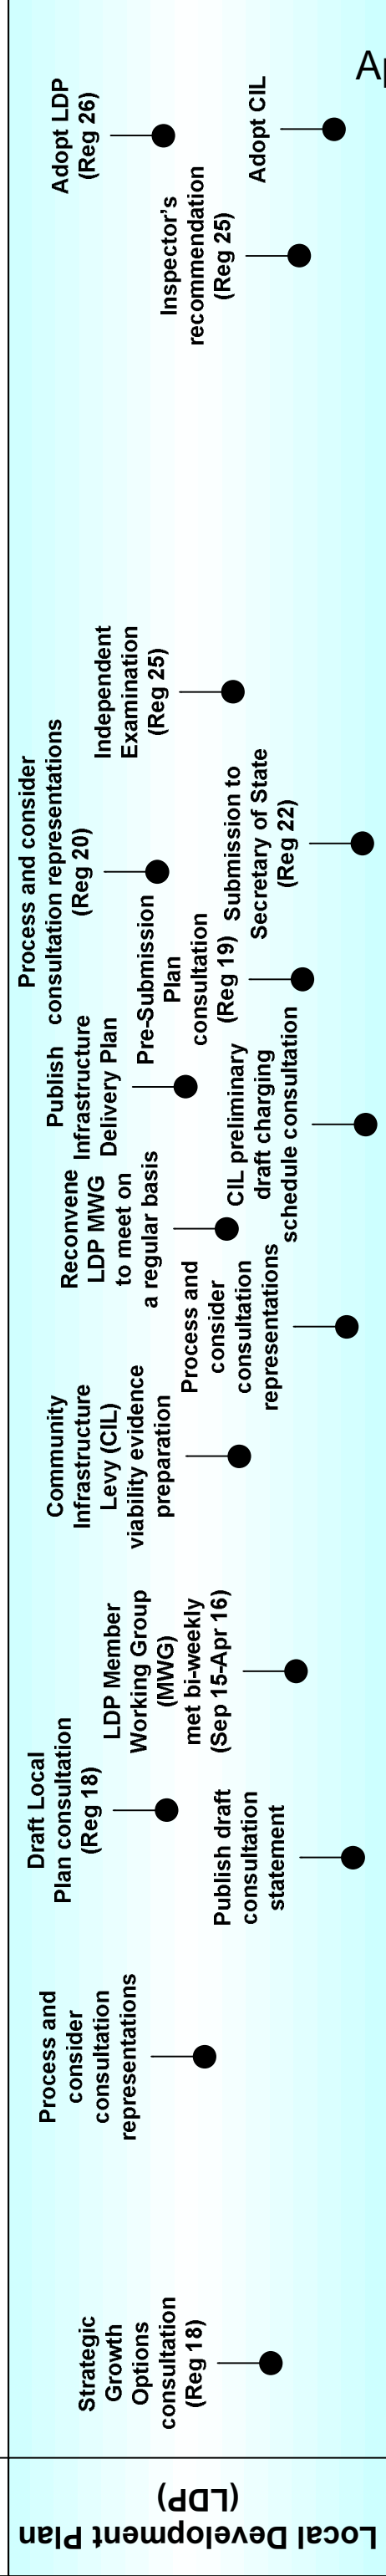 Local Development Plan
(LDP)
Strategic
Growth
Options
consultation
(Reg 18)
Process and
consider
consultation
representations
Publish draft
consultation
statement
Draft Local
Plan consultation
(Reg 18)
LDP Member
Working Group
(MWG)
met bi-weekly
(Sep 15-Apr 16)
Community
Infrastructure
Levy (CIL)
viability evidence
preparation
Process and
consider
consultation
representations
Reconvene
LDP MWG
to meet on
a regular basis
CIL preliminary
draft charging
schedule consultation
Publish
Infrastructure
Delivery Plan
Pre-Submission
Plan
consultation
(Reg 19)
Process and consider
consultation representations
(Reg 20)
Submission to
Secretary of State
(Reg 22)
Independent
Examination
(Reg 25)
Inspector's
recommendation
(Reg 25)
Adopt LDP
(Reg 26)
Adopt CIL